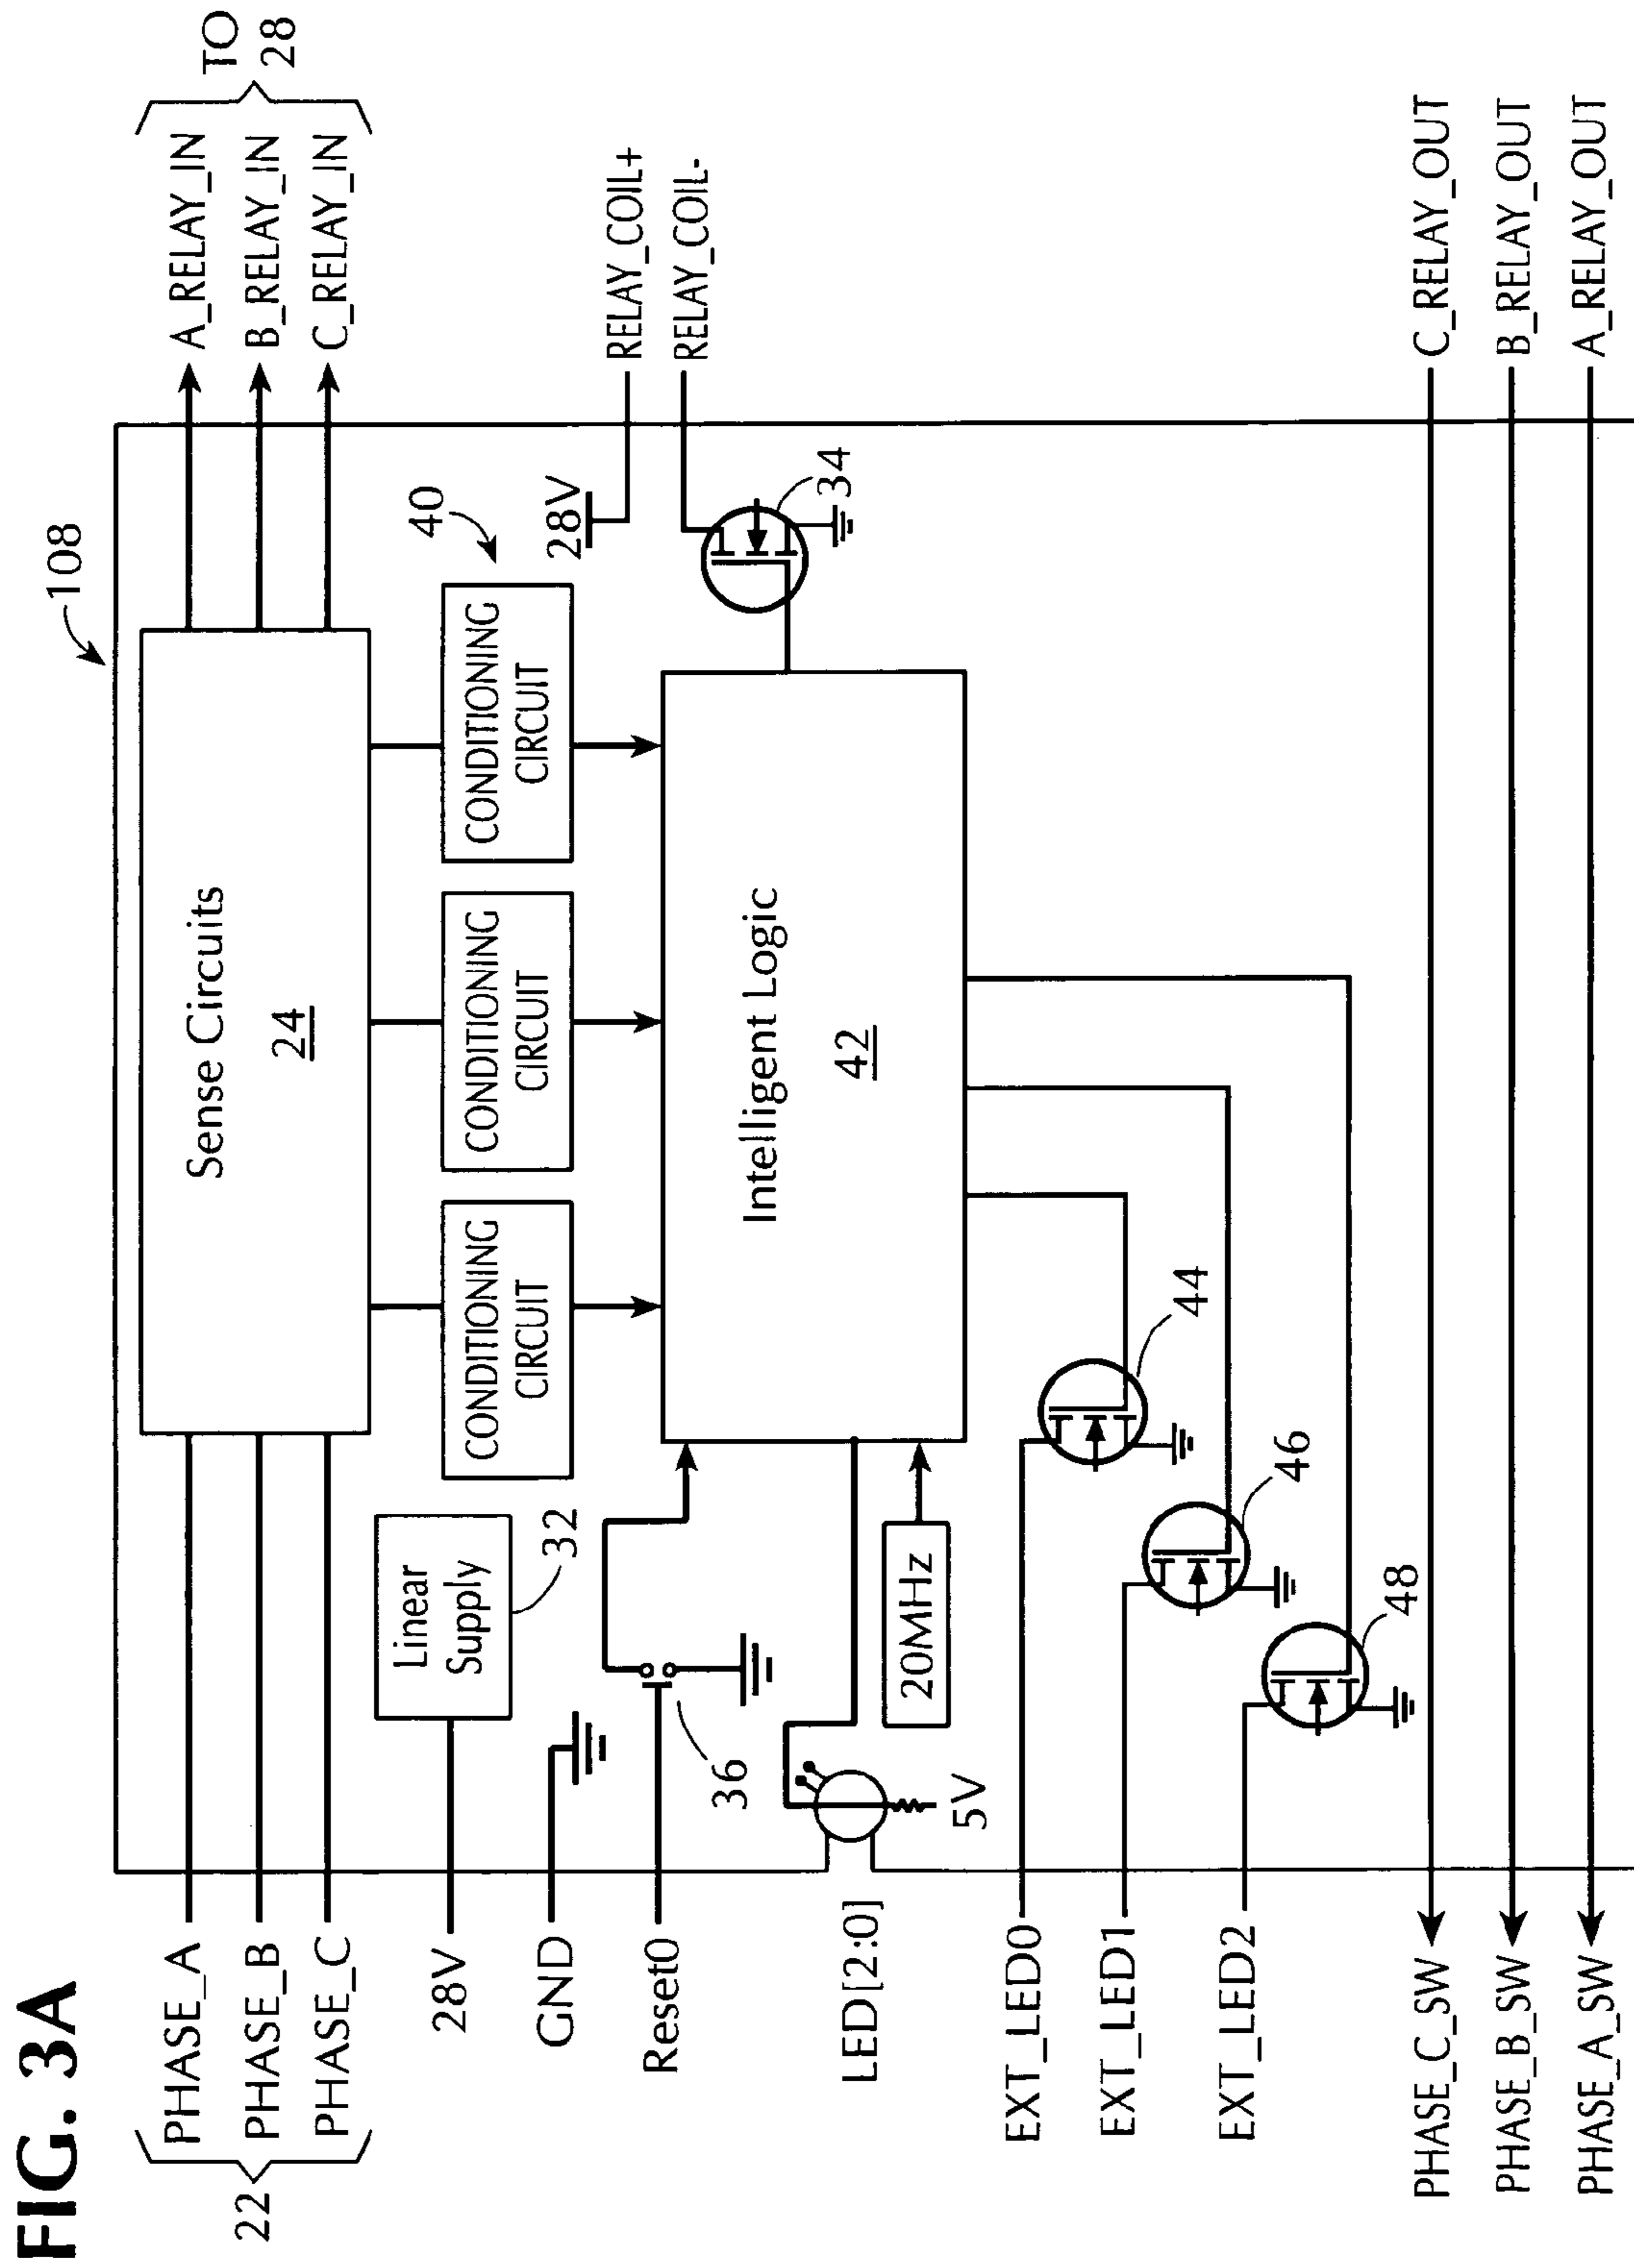 FIG. 3A
108
22
PHASE_A
PHASE_B
PHASE_C
Sense Circuits
24
A_RELAY_IN
B_RELAY_IN
C_RELAY_IN
TO
28
28V
Linear
Supply
32
CONDITIONING
CIRCUIT
CONDITIONING
CIRCUIT
CONDITIONING
CIRCUIT
40
28V
RELAY_COIL+
RELAY_COIL-
34
GND
Reset0
36
Intelligent Logic
42
LED[2:0]
5V
20MHz
EXT_LED0
44
EXT_LED1
46
EXT_LED2
48
PHASE_C_SW
C_RELAY_OUT
PHASE_B_SW
B_RELAY_OUT
PHASE_A_SW
A_RELAY_OUT